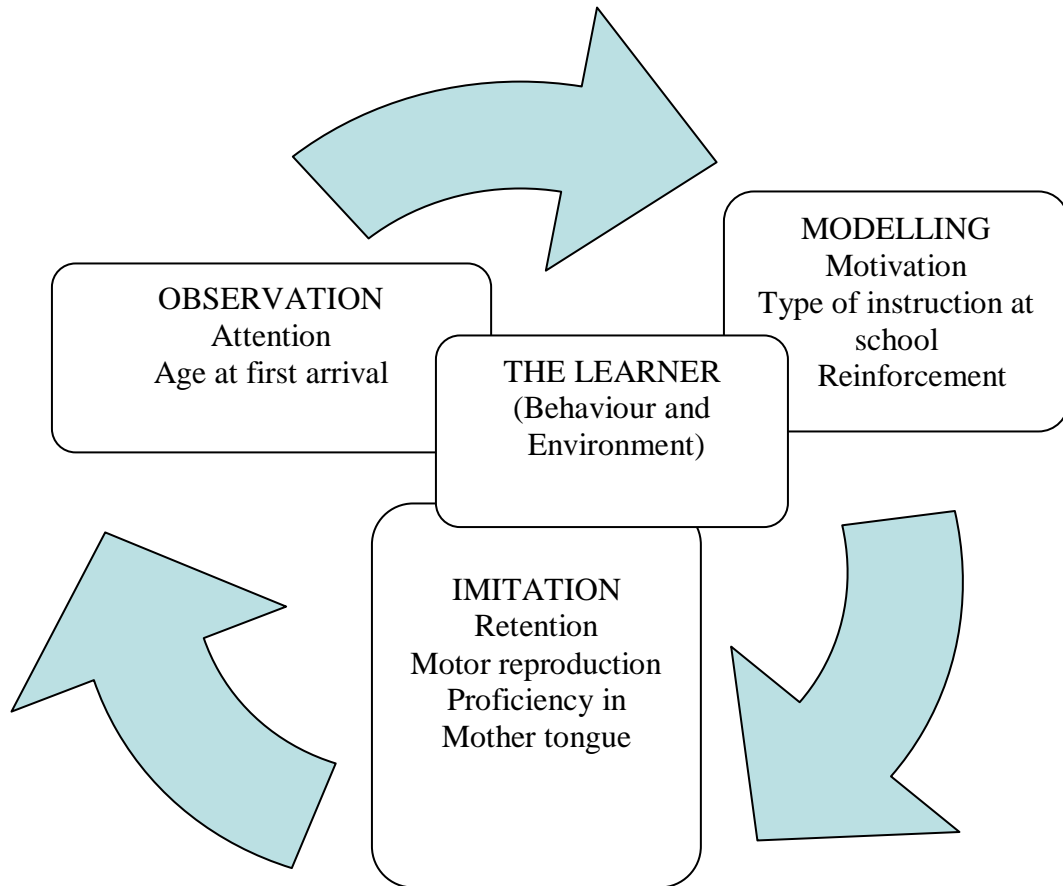 OBSERVATION
Attention
Age at first arrival
MODELLING
Motivation
Type of instruction at
school
Reinforcement
THE LEARNER
(Behaviour and
Environment)
IMITATION
Retention
Motor reproduction
Proficiency in
Mother tongue